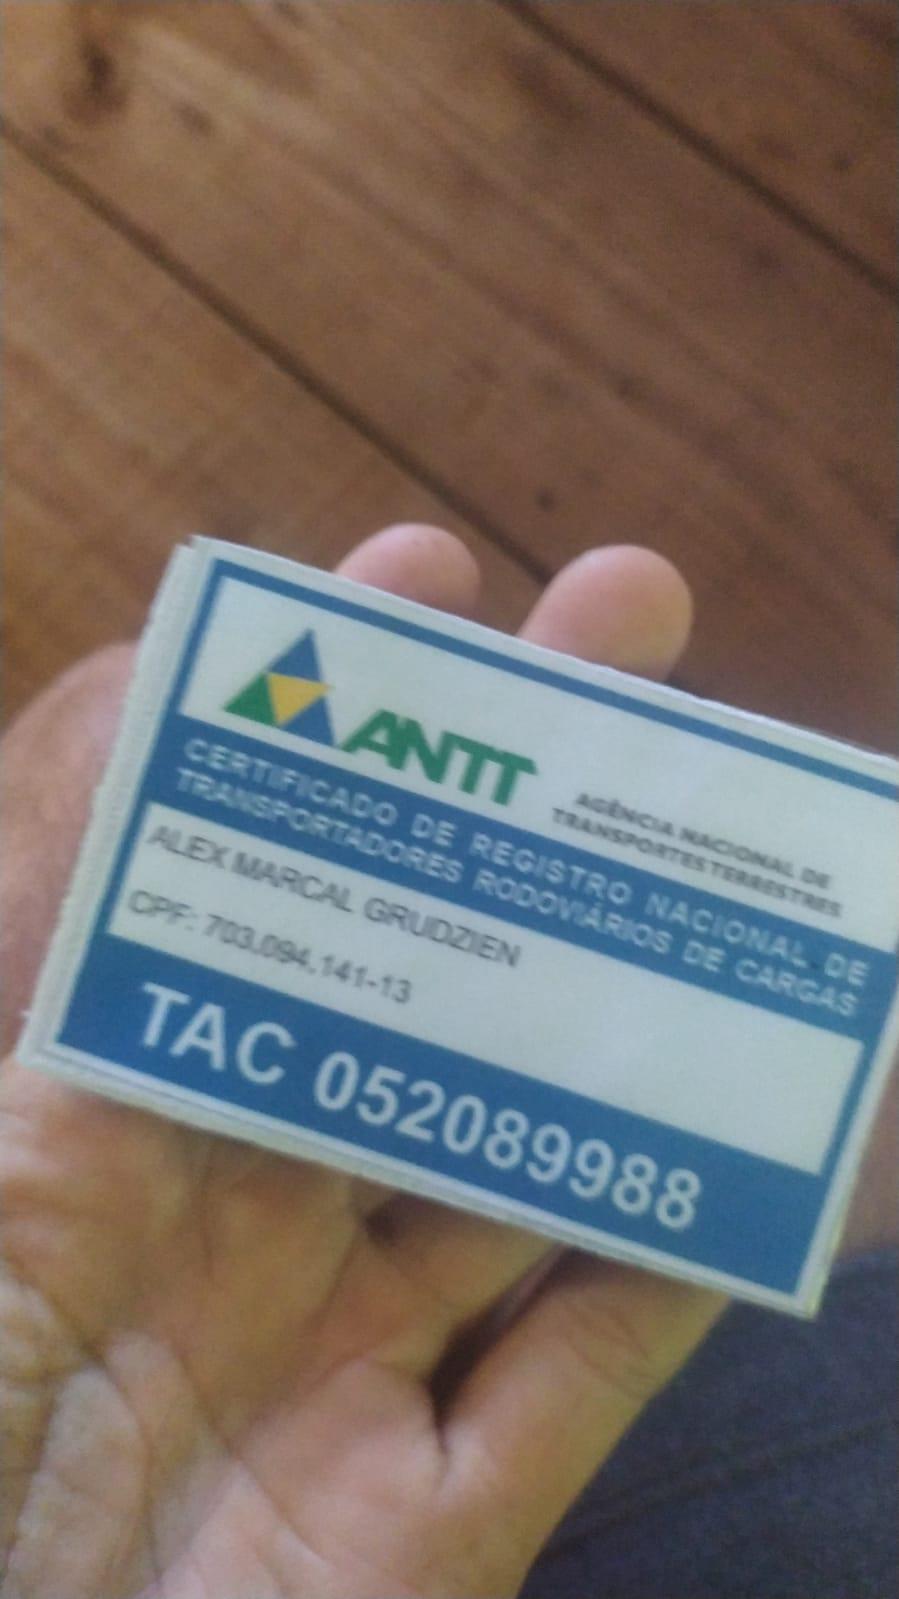 ANTT
AGÊNCIA NACIONAL DE
TRANSPORTES TERRESTRES
CERTIFICADO DE REGISTRO NACIONAL DE
TRANSPORTADORES RODOVIÁRIOS DE CARGAS
ALEX MARCAL GRUDZIEN
CPF: 703.094.141-13
TAC 052089988